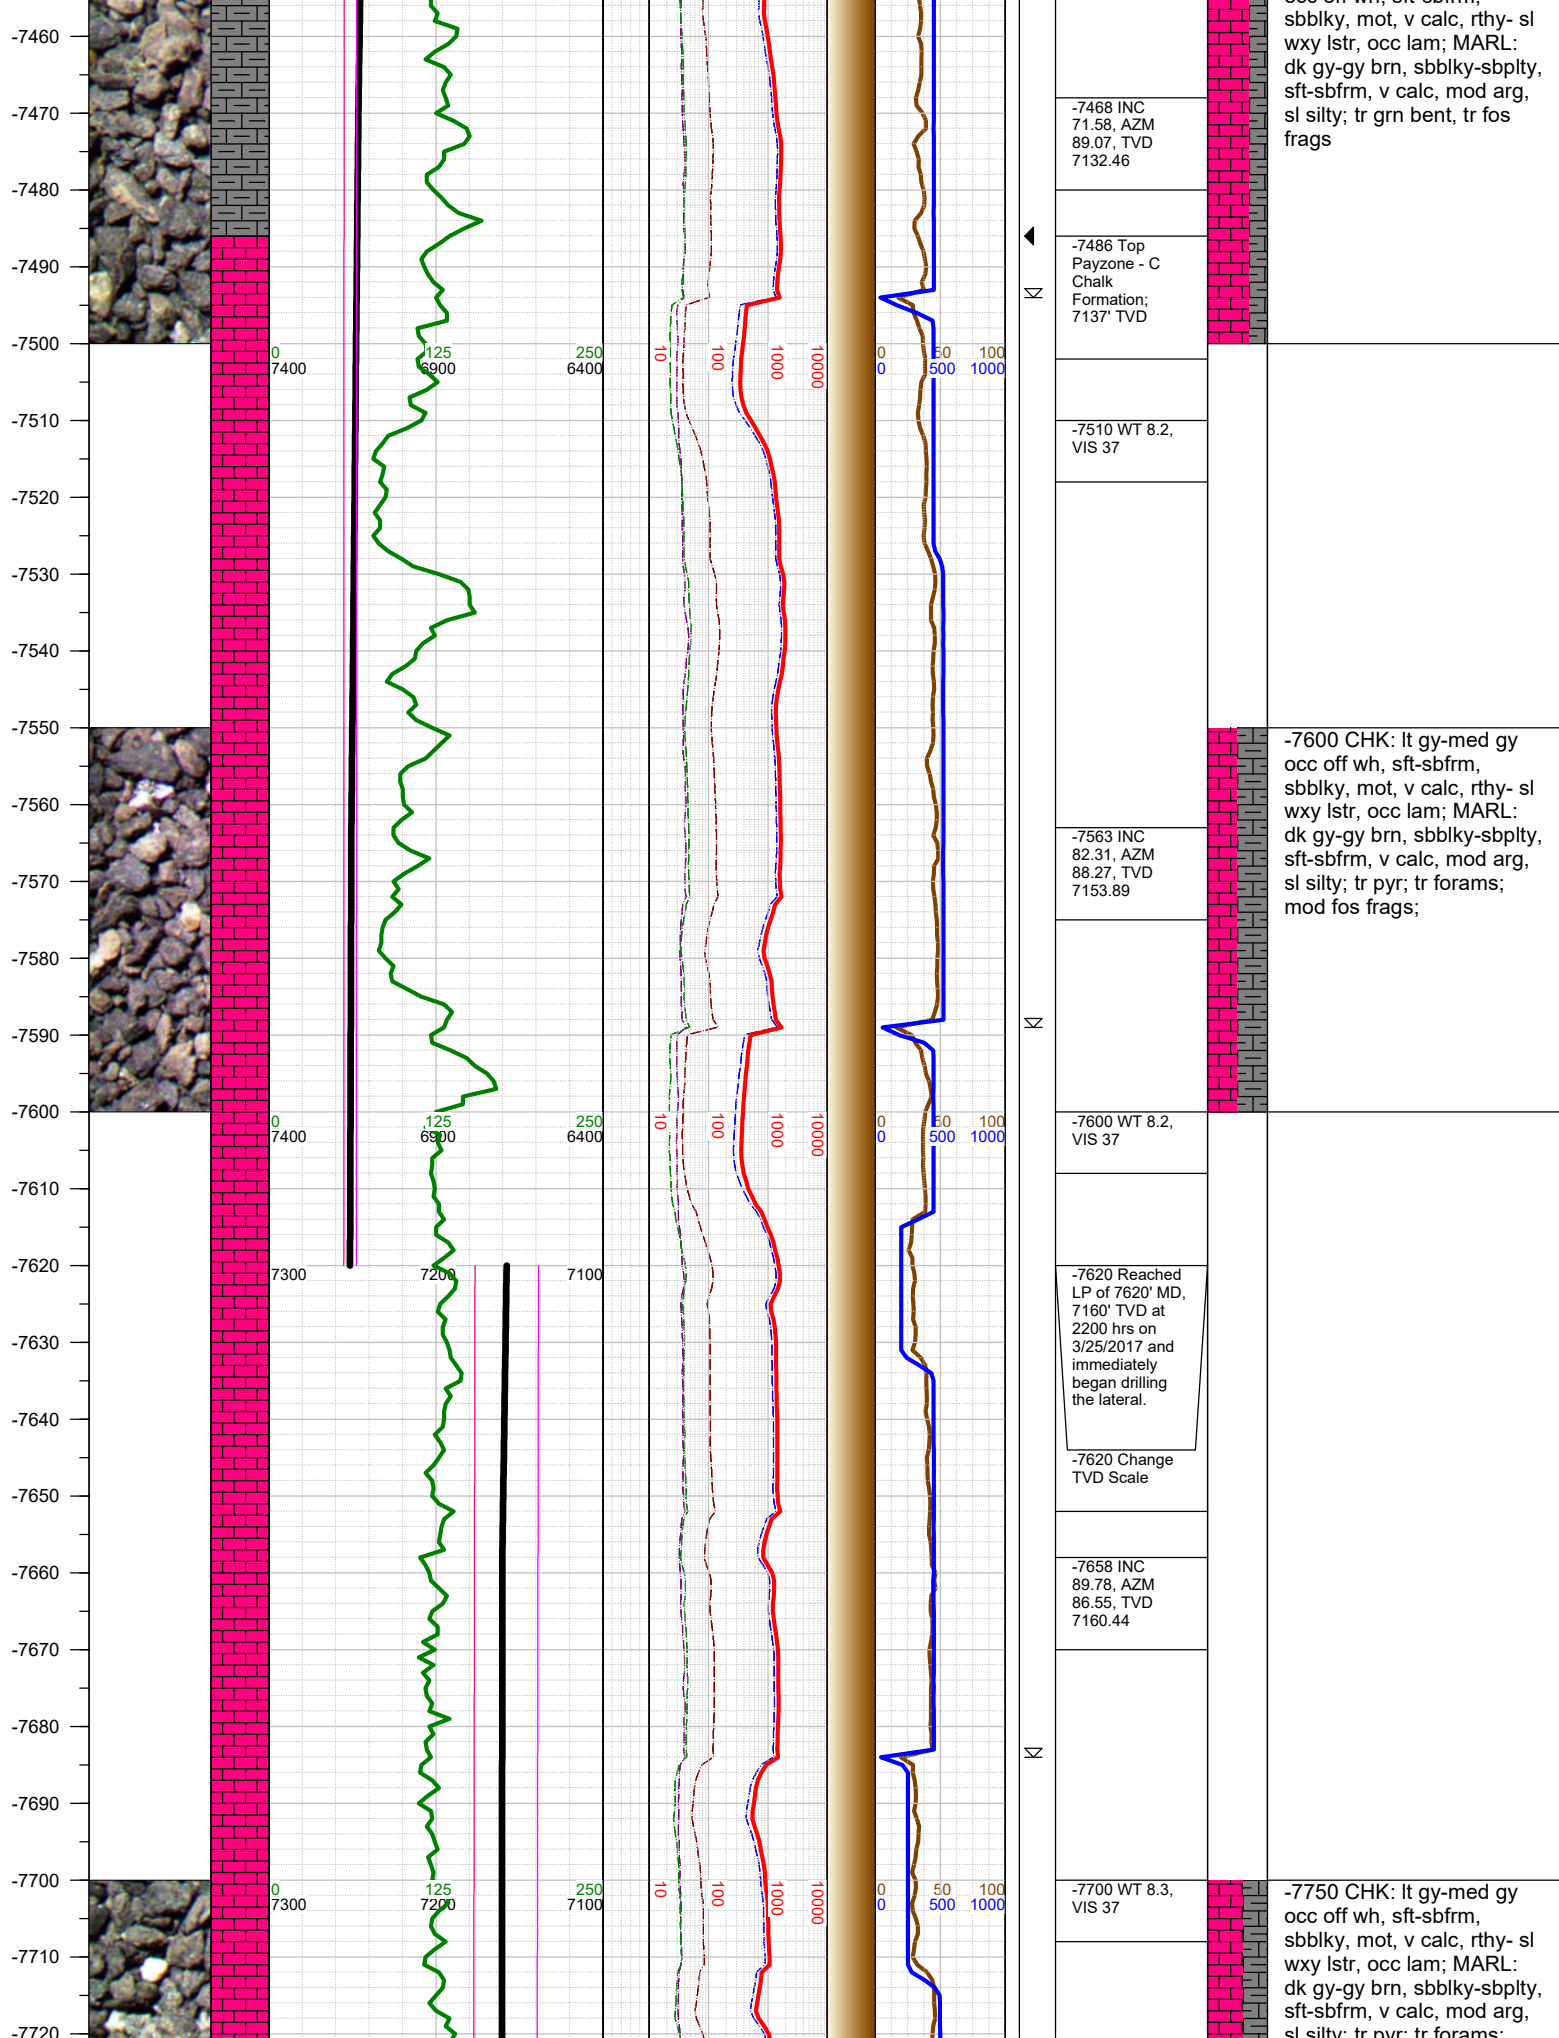 occ off wh, sft-sbfrm,
-7460
sbblky, mot, v calc, rthy- sl
wxy lstr, occ lam; MARL:
dk gy-gy brn, sbblky-sbplty,
sft-sbfrm, v calc, mod arg,
sl silty; tr grn bent, tr fos
frags
-7470
-7468 INC
71.58, AZM
89.07, TVD
7132.46
-7480
-7490
-7486 Top
Payzone - C
Chalk
Formation;
7137' TVD
-7500
0 125 250
7400 6900 6400
10 100 1000 10000
0 50 100
0 500 1000
-7510
-7510 WT 8.2,
VIS 37
-7520
-7530
-7540
-7550
-7600 CHK: lt gy-med gy
occ off wh, sft-sbfrm,
sbblky, mot, v calc, rthy- sl
wxy lstr, occ lam; MARL:
dk gy-gy brn, sbblky-sbplty,
sft-sbfrm, v calc, mod arg,
sl silty; tr pyr; tr forams;
mod fos frags;
-7560
-7563 INC
82.31, AZM
88.27, TVD
7153.89
-7570
-7580
-7590
-7600
0 125 250
7400 6900 6400
10 100 1000 10000
0 50 100
0 500 1000
-7600 WT 8.2,
VIS 37
-7610
-7620
7300 7200 7100
-7620 Reached
LP of 7620' MD,
7160' TVD at
2200 hrs on
3/25/2017 and
immediately
began drilling
the lateral.
-7630
-7640
-7620 Change
TVD Scale
-7650
-7660
-7658 INC
89.78, AZM
86.55, TVD
7160.44
-7670
-7680
-7690
-7700
0 125 250
7300 7200 7100
10 100 1000 10000
0 50 100
0 500 1000
-7700 WT 8.3,
VIS 37
-7750 CHK: lt gy-med gy
occ off wh, sft-sbfrm,
sbblky, mot, v calc, rthy- sl
wxy lstr, occ lam; MARL:
dk gy-gy brn, sbblky-sbplty,
sft-sbfrm, v calc, mod arg,
sl silty; tr pyr; tr forams;
-7710
-7720